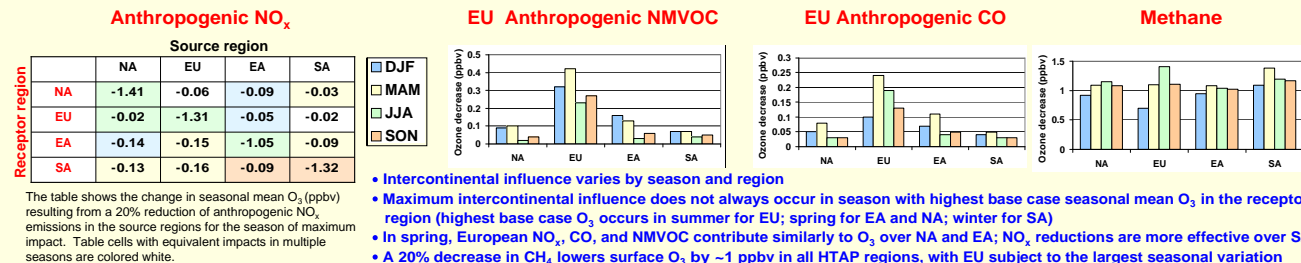 Anthropogenic NOx
EU Anthropogenic NMVOC
EU Anthropogenic CO
Methane
Source region
Receptor region
NA EU EA SA
NA -1.41 -0.06 -0.09 -0.03
EU -0.02 -1.31 -0.05 -0.02
EA -0.14 -0.15 -1.05 -0.09
SA -0.13 -0.16 -0.09 -1.32
The table shows the change in seasonal mean O3 (ppbv)
resulting from a 20% reduction of anthropogenic NOx
emissions in the source regions for the season of maximum
impact. Table cells with equivalent impacts in multiple
seasons are colored white.
DJF
MAM
JJA
SON
Ozone decrease (ppbv)
0.5
0.4
0.3
0.2
0.1
0
NA EU EA SA
Ozone decrease (ppbv)
0.3
0.25
0.2
0.15
0.1
0.05
0
NA EU EA SA
Ozone decrease (ppbv)
1.5
1
0.5
0
NA EU EA SA
• Intercontinental influence varies by season and region
• Maximum intercontinental influence does not always occur in season with highest base case seasonal mean O3 in the recepto
region (highest base case O3 occurs in summer for EU; spring for EA and NA; winter for SA)
• In spring, European NOx, CO, and NMVOC contribute similarly to O3 over NA and EA; NOx reductions are more effective over S
• A 20% decrease in CH4 lowers surface O3 by ~1 ppbv in all HTAP regions, with EU subject to the largest seasonal variation